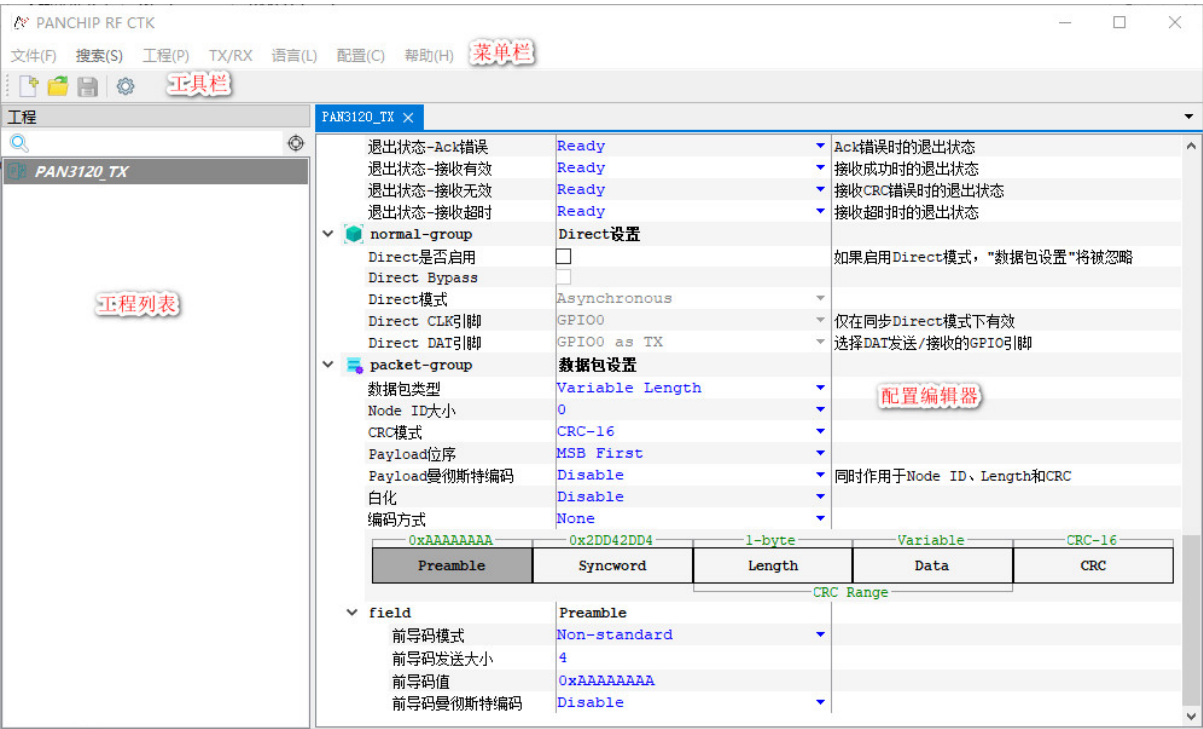 PANCHIP RF CTK
文件(F) 搜索(S) 工程(P) TX/RX 语言(L) 配置(C) 帮助(H) 菜单栏
工具栏
工程
PAN3120_TX
PAN3120_TX
工程列表
退出状态-Ack错误 Ready Ack错误时的退出状态
退出状态-接收有效 Ready 接收成功时的退出状态
退出状态-接收无效 Ready 接收CRC错误时的退出状态
退出状态-接收超时 Ready 接收超时时的退出状态
normal-group Direct设置
Direct是否启用 如果启用Direct模式，"数据包设置"将被忽略
Direct Bypass
Direct模式 Asynchronous
Direct CLK引脚 GPIO0 仅在同步Direct模式下有效
Direct DAT引脚 GPIO0 as TX 选择DAT发送/接收的GPIO引脚
packet-group 数据包设置
数据包类型 Variable Length
配置编辑器
Node ID大小 0
CRC模式 CRC-16
Payload位序 MSB First
Payload曼彻斯特编码 Disable 同时作用于Node ID、Length和CRC
白化 Disable
编码方式 None
0xAAAAAAAA 0x2DD42DD4 1-byte Variable CRC-16
Preamble Syncword Length Data CRC
CRC Range
field Preamble
前导码模式 Non-standard
前导码发送大小 4
前导码值 0xAAAAAAAA
前导码曼彻斯特编码 Disable